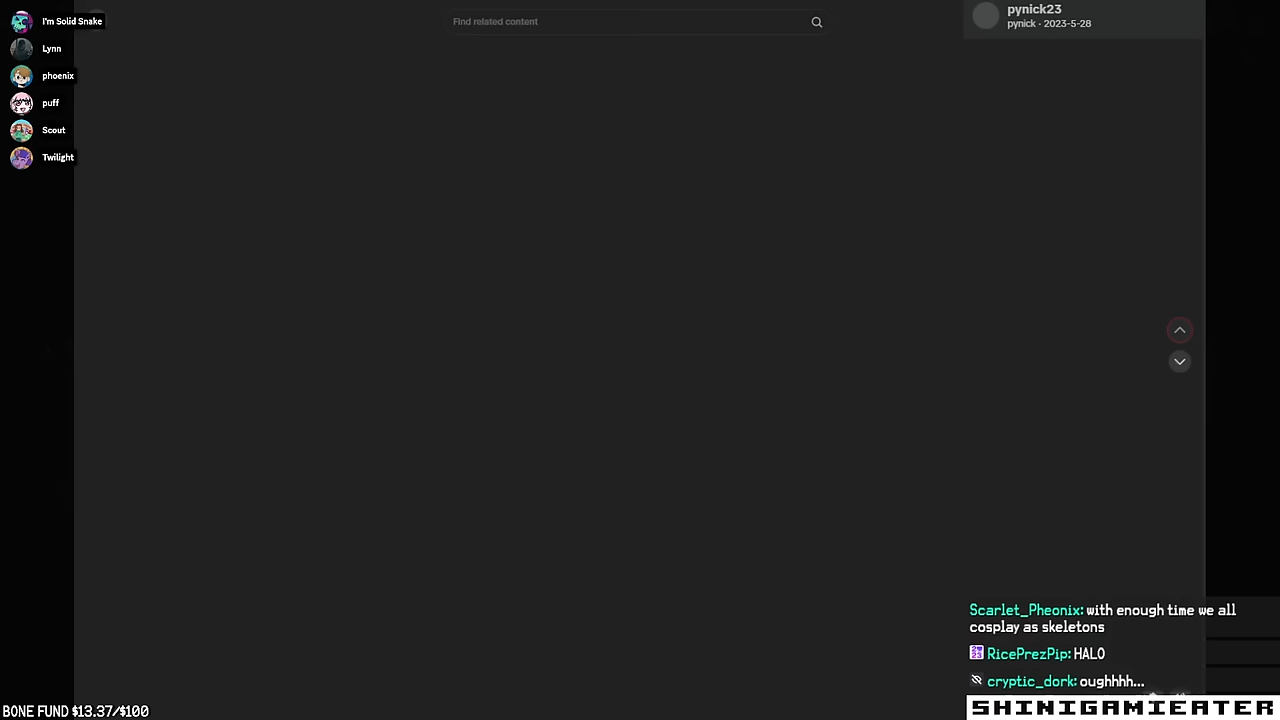 I'm Solid Snake
Lynn
phoenix
puff
Scout
Twilight
Find related content
pynick23
pynick · 2023-5-28
Scarlet_Pheonix: with enough time we all
cosplay as skeletons
RicePrezPip: HALO
cryptic_dork: oughhhh...
BONE FUND $13.37/$100
SHINIGAMIEATER